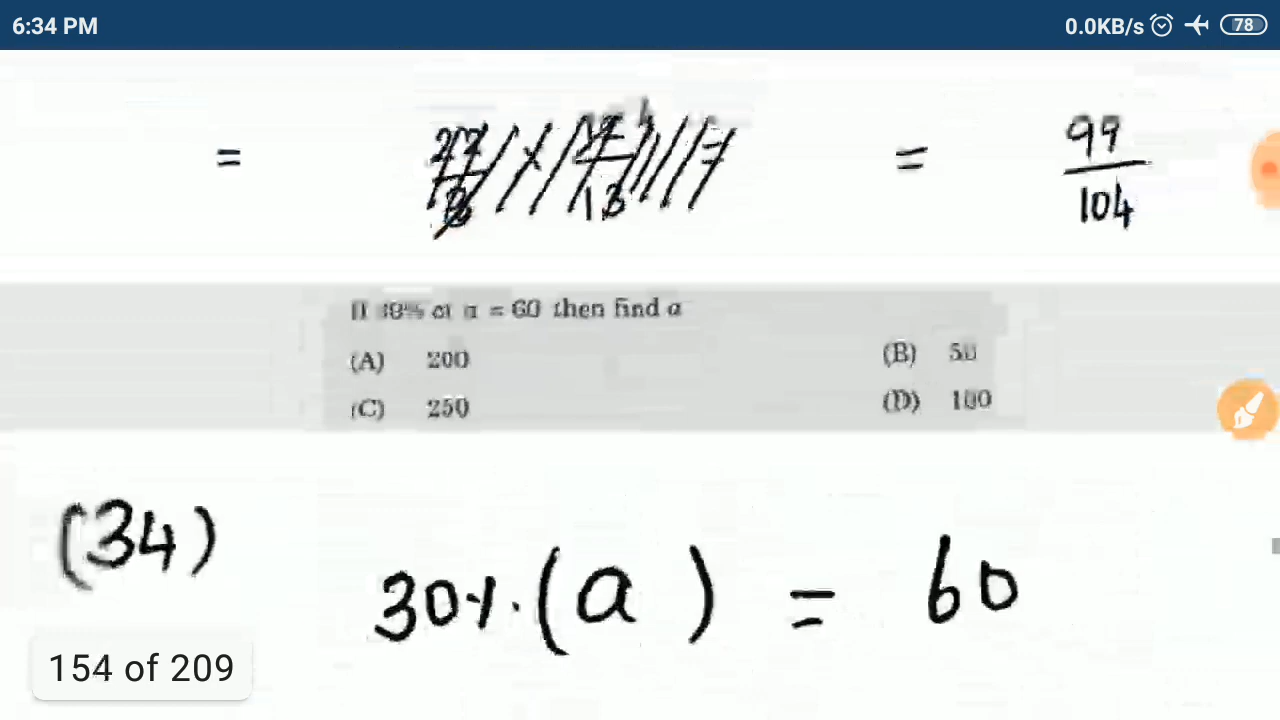 6:34 PM 0.0KB/s 78
= = 99/104
then find a
(A) 200 (B) 50
(C) 250 (D) 100
(34) 30%(a) = 60
154 of 209